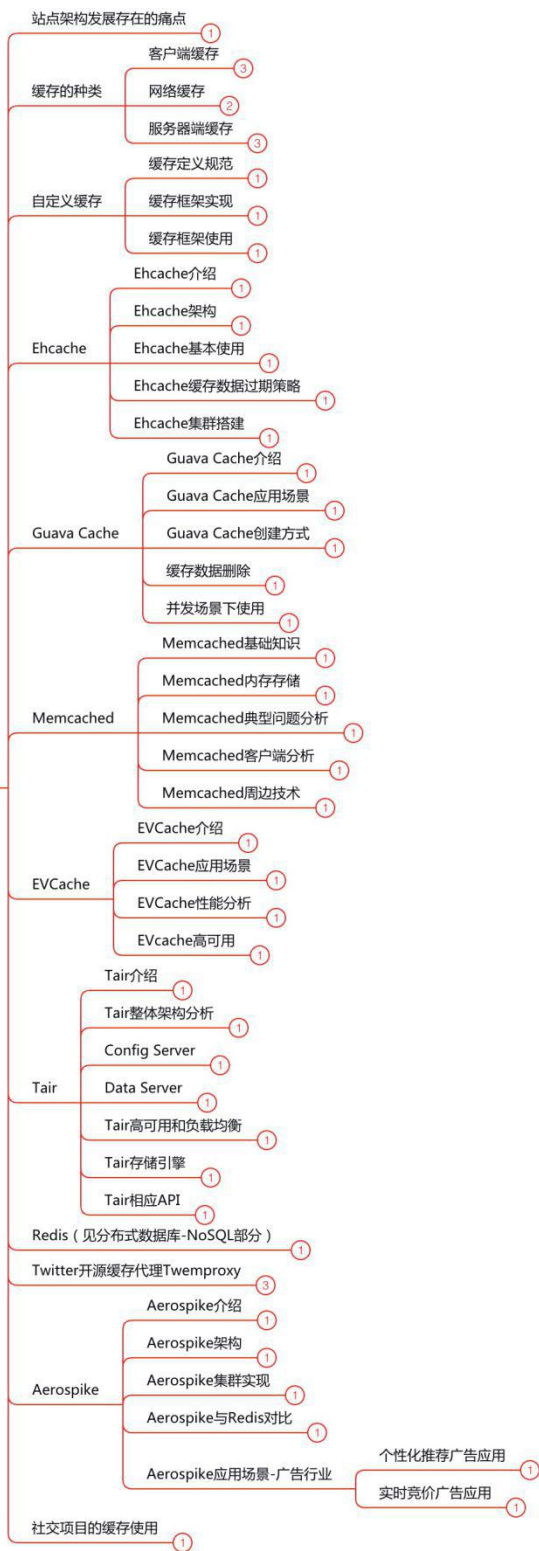 站点架构发展存在的痛点
1
客户端缓存
3
缓存的种类
网络缓存
2
服务器端缓存
3
缓存定义规范
1
自定义缓存
缓存框架实现
1
缓存框架使用
1
Ehcache介绍
1
Ehcache架构
1
Ehcache
Ehcache基本使用
1
Ehcache缓存数据过期策略
1
Ehcache集群搭建
1
Guava Cache介绍
1
Guava Cache应用场景
1
Guava Cache
Guava Cache创建方式
1
缓存数据删除
1
并发场景下使用
1
Memcached基础知识
1
Memcached内存存储
1
Memcached
Memcached典型问题分析
1
Memcached客户端分析
1
Memcached周边技术
1
EVCache介绍
1
EVCache应用场景
1
EVCache
EVCache性能分析
1
EVcache高可用
1
Tair介绍
1
Tair整体架构分析
1
Config Server
1
Tair
Data Server
1
Tair高可用和负载均衡
1
Tair存储引擎
1
Tair相应API
1
Redis（见分布式数据库-NoSQL部分）
1
Twitter开源缓存代理Twemproxy
3
Aerospike介绍
1
Aerospike架构
1
Aerospike
Aerospike集群实现
1
Aerospike与Redis对比
1
Aerospike应用场景-广告行业
个性化推荐广告应用
1
实时竞价广告应用
1
社交项目的缓存使用
1